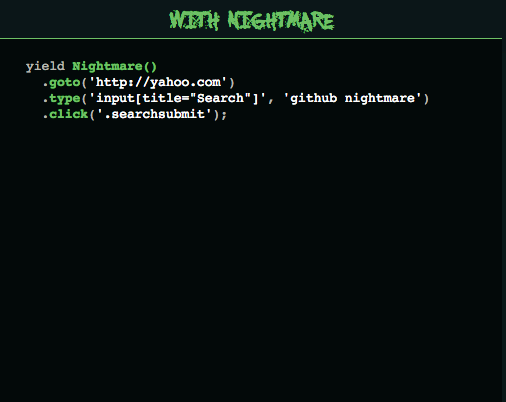 WITH NIGHTMARE
yield Nightmare()
  .goto('http://yahoo.com')
  .type('input[title="Search"]', 'github nightmare')
  .click('.searchsubmit');